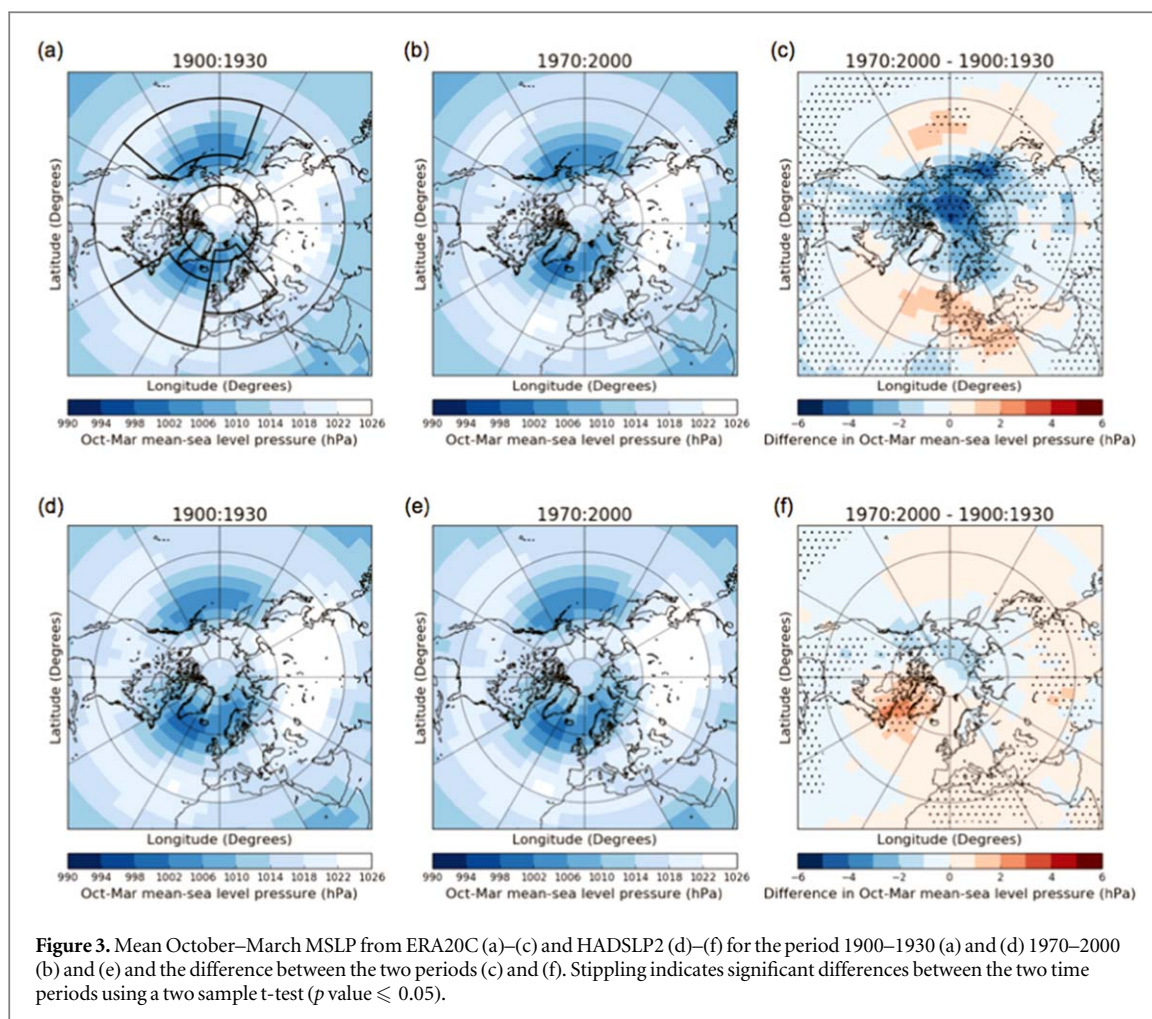 (a)
1900:1930
(b)
1970:2000
(c)
1970:2000 - 1900:1930
Latitude (Degrees)
Latitude (Degrees)
Latitude (Degrees)
Longitude (Degrees)
Longitude (Degrees)
Longitude (Degrees)
990 994 998 1002 1006 1010 1014 1018 1022 1026
990 994 998 1002 1006 1010 1014 1018 1022 1026
−6 −4 −2 0 2 4 6
Oct-Mar mean-sea level pressure (hPa)
Oct-Mar mean-sea level pressure (hPa)
Difference in Oct-Mar mean-sea level pressure (hPa)
(d)
1900:1930
(e)
1970:2000
(f)
1970:2000 - 1900:1930
Latitude (Degrees)
Latitude (Degrees)
Latitude (Degrees)
Longitude (Degrees)
Longitude (Degrees)
Longitude (Degrees)
990 994 998 1002 1006 1010 1014 1018 1022 1026
990 994 998 1002 1006 1010 1014 1018 1022 1026
−6 −4 −2 0 2 4 6
Oct-Mar mean-sea level pressure (hPa)
Oct-Mar mean-sea level pressure (hPa)
Difference in Oct-Mar mean-sea level pressure (hPa)
Figure 3. Mean October–March MSLP from ERA20C (a)–(c) and HADSLP2 (d)–(f) for the period 1900–1930 (a) and (d) 1970–2000
(b) and (e) and the difference between the two periods (c) and (f). Stippling indicates significant differences between the two time
periods using a two sample t-test (p value ⩽ 0.05).